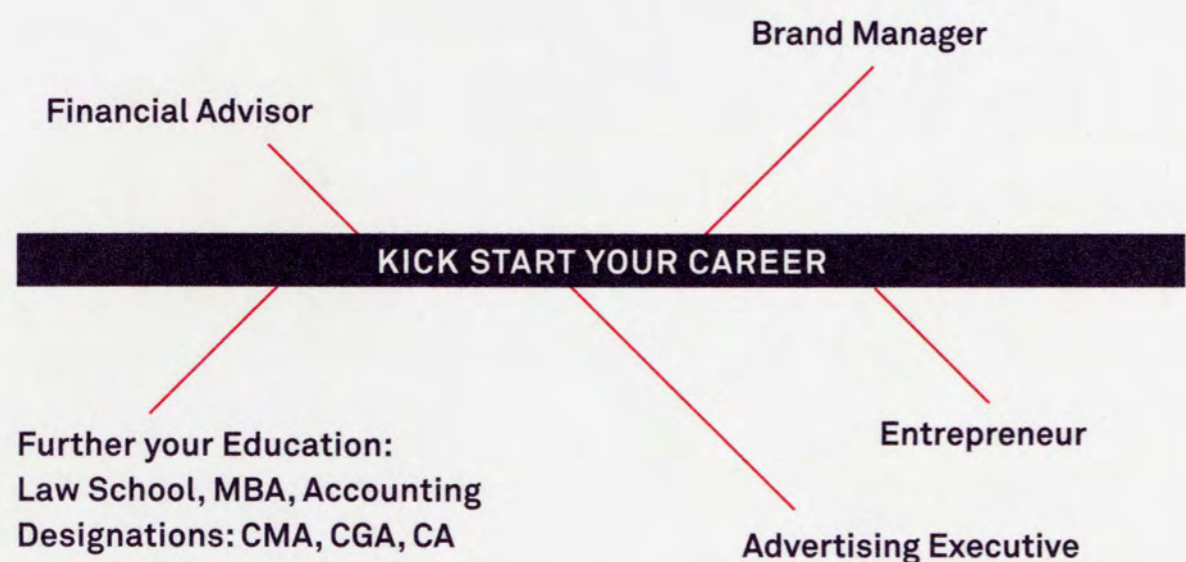 Brand Manager
Financial Advisor
KICK START YOUR CAREER
Further your Education:
Law School, MBA, Accounting
Designations: CMA, CGA, CA
Entrepreneur
Advertising Executive